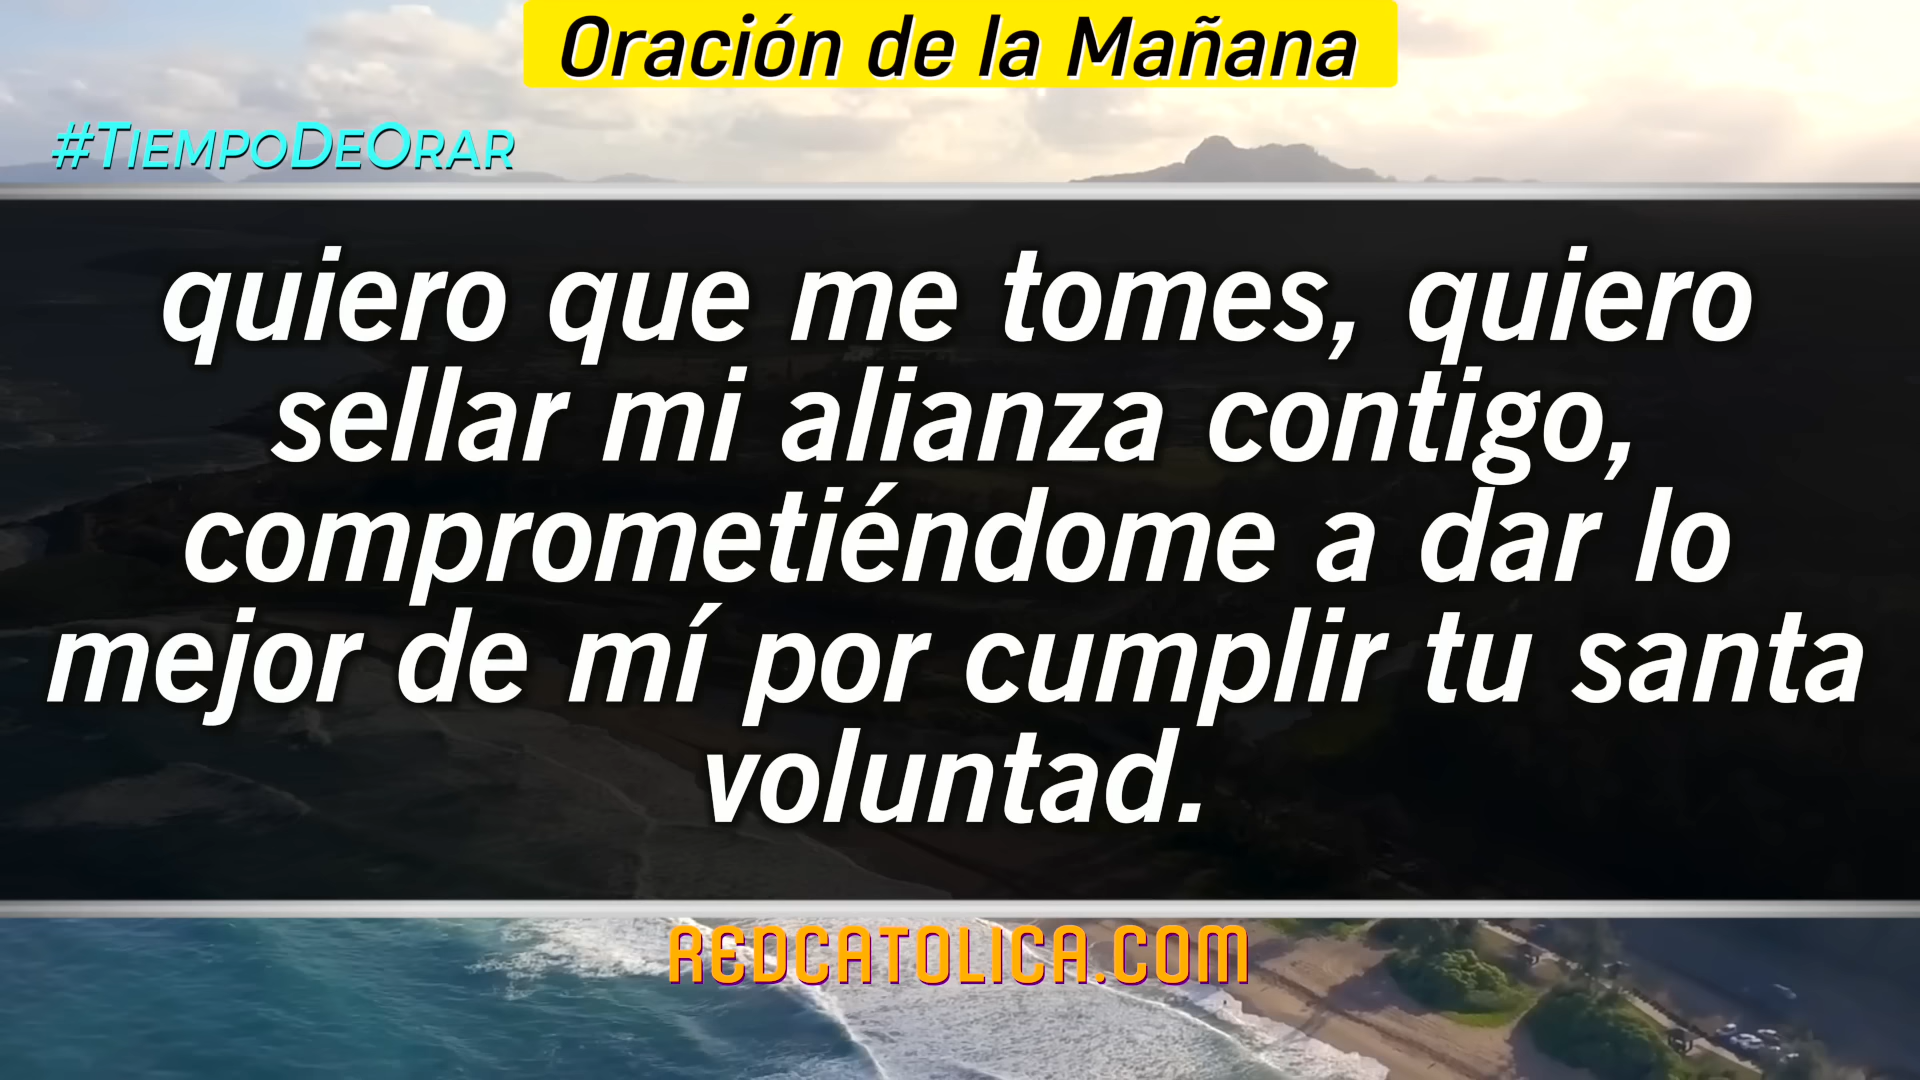 Oración de la Mañana
#TiempoDeOrar
quiero que me tomes, quiero
sellar mi alianza contigo,
comprometiéndome a dar lo
mejor de mí por cumplir tu santa
voluntad.
REDCATOLICA.COM